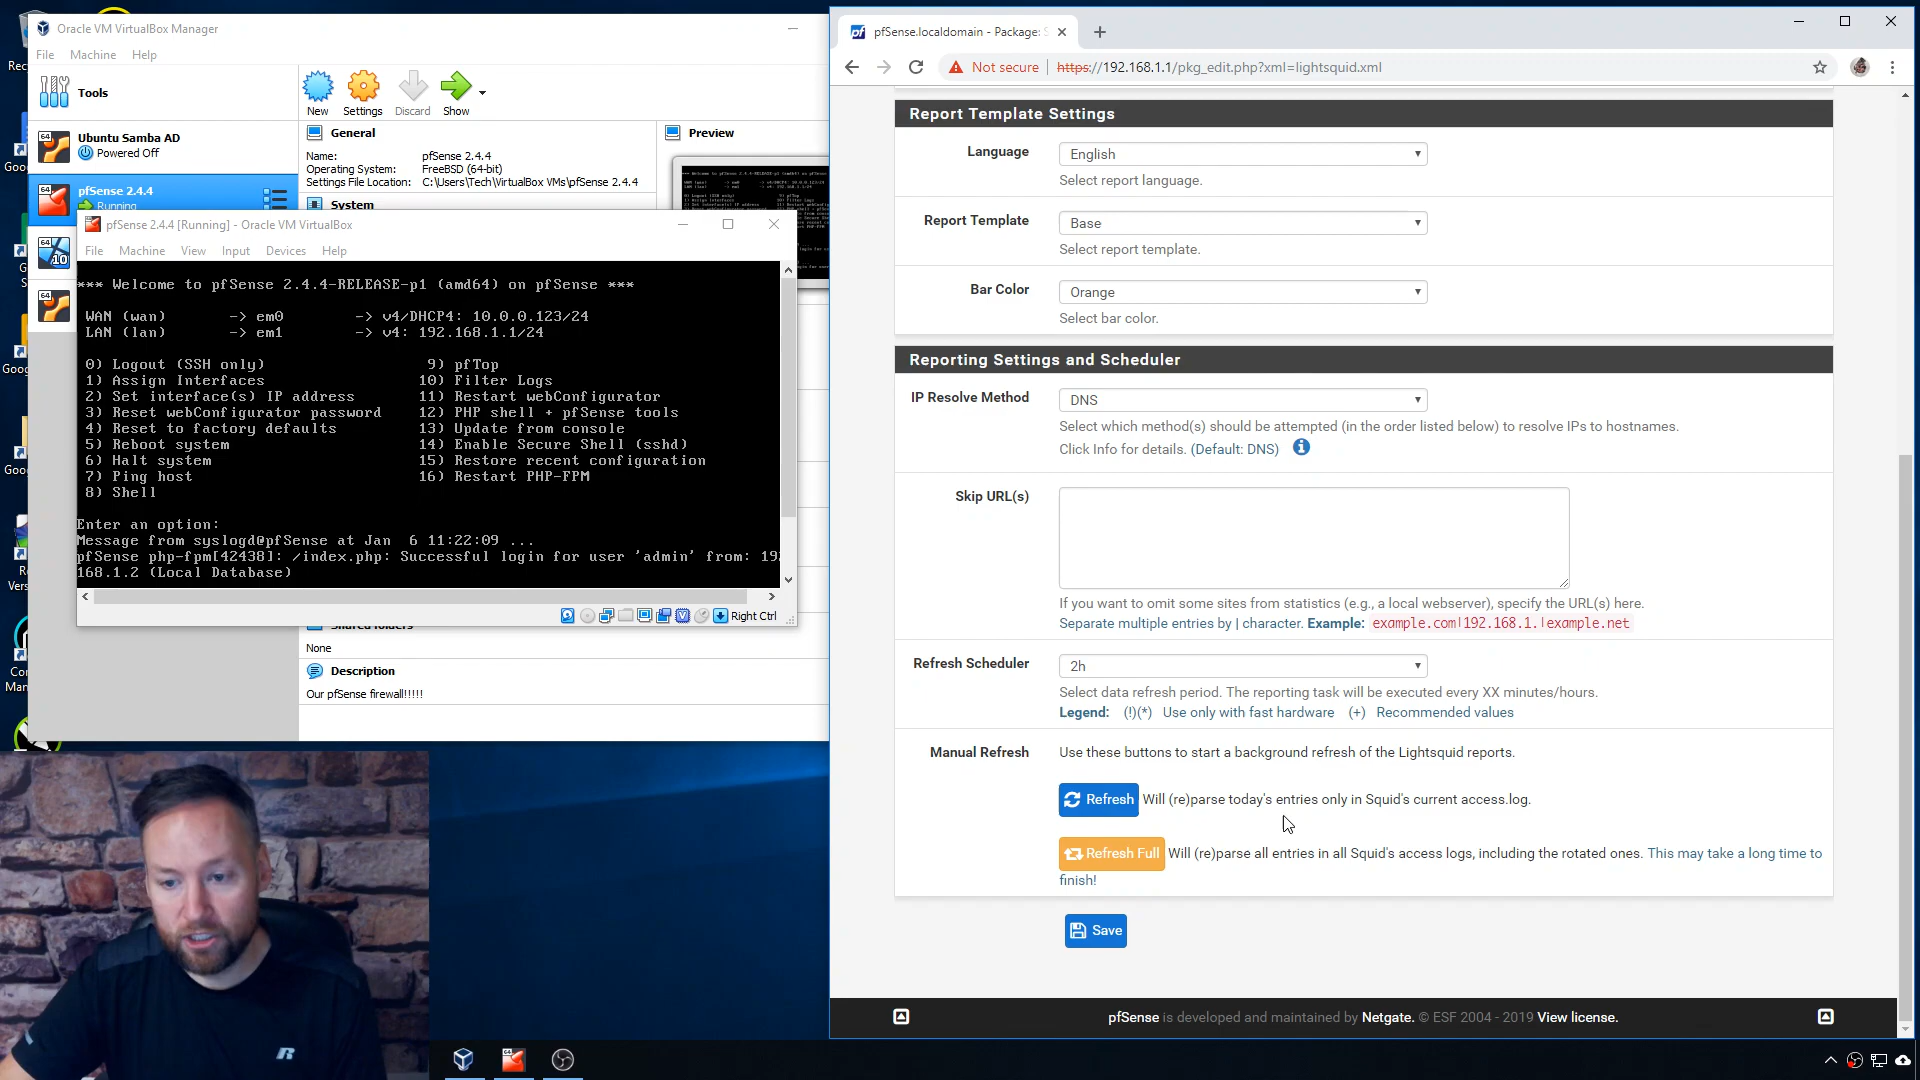 Oracle VM VirtualBox Manager
File Machine Help
Tools
New
Settings
Discard
Show
Ubuntu Samba AD
Powered Off
pfSense 2.4.4
Running
General
Name: pfSense 2.4.4
Operating System: FreeBSD (64-bit)
Settings File Location: C:\Users\Tech\VirtualBox VMs\pfSense 2.4.4
System
Preview
pfSense 2.4.4 [Running] - Oracle VM VirtualBox
File Machine View Input Devices Help
*** Welcome to pfSense 2.4.4-RELEASE-p1 (amd64) on pfSense ***
WAN (wan) -> em0 -> v4/DHCP4: 10.0.0.123/24
LAN (lan) -> em1 -> v4: 192.168.1.1/24
0) Logout (SSH only) 9) pfTop
1) Assign Interfaces 10) Filter Logs
2) Set interface(s) IP address 11) Restart webConfigurator
3) Reset webConfigurator password 12) PHP shell + pfSense tools
4) Reset to factory defaults 13) Update from console
5) Reboot system 14) Enable Secure Shell (sshd)
6) Halt system 15) Restore recent configuration
7) Ping host 16) Restart PHP-FPM
8) Shell
Enter an option:
Message from syslogd@pfSense at Jan 6 11:22:09 ...
pfSense php-fpm[42438]: /index.php: Successful login for user 'admin' from: 19
168.1.2 (Local Database)
Right Ctrl
Shared folders
None
Description
Our pfSense firewall!!!!!
pfSense.localdomain - Package: S
Not secure | https://192.168.1.1/pkg_edit.php?xml=lightsquid.xml
Report Template Settings
Language
English
Select report language.
Report Template
Base
Select report template.
Bar Color
Orange
Select bar color.
Reporting Settings and Scheduler
IP Resolve Method
DNS
Select which method(s) should be attempted (in the order listed below) to resolve IPs to hostnames.
Click Info for details. (Default: DNS)
Skip URL(s)
If you want to omit some sites from statistics (e.g., a local webserver), specify the URL(s) here.
Separate multiple entries by | character. Example: example.com|192.168.1.|example.net
Refresh Scheduler
2h
Select data refresh period. The reporting task will be executed every XX minutes/hours.
Legend: (!)(*) Use only with fast hardware (+) Recommended values
Manual Refresh
Use these buttons to start a background refresh of the Lightsquid reports.
Refresh Will (re)parse today's entries only in Squid's current access.log.
Refresh Full Will (re)parse all entries in all Squid's access logs, including the rotated ones. This may take a long time to
finish!
Save
pfSense is developed and maintained by Netgate. © ESF 2004 - 2019 View license.